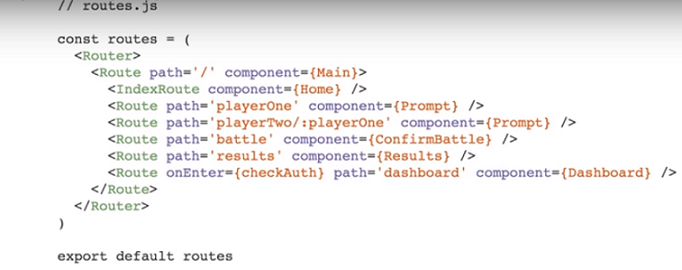 // routes.js
const routes = (
<Router>
<Route path='/' component={Main}>
<IndexRoute component={Home} />
<Route path='playerOne' component={Prompt} />
<Route path='playerTwo/:playerOne' component={Prompt} />
<Route path='battle' component={ConfirmBattle} />
<Route path='results' component={Results} />
<Route onEnter={checkAuth} path='dashboard' component={Dashboard} />
</Route>
</Router>
)
export default routes